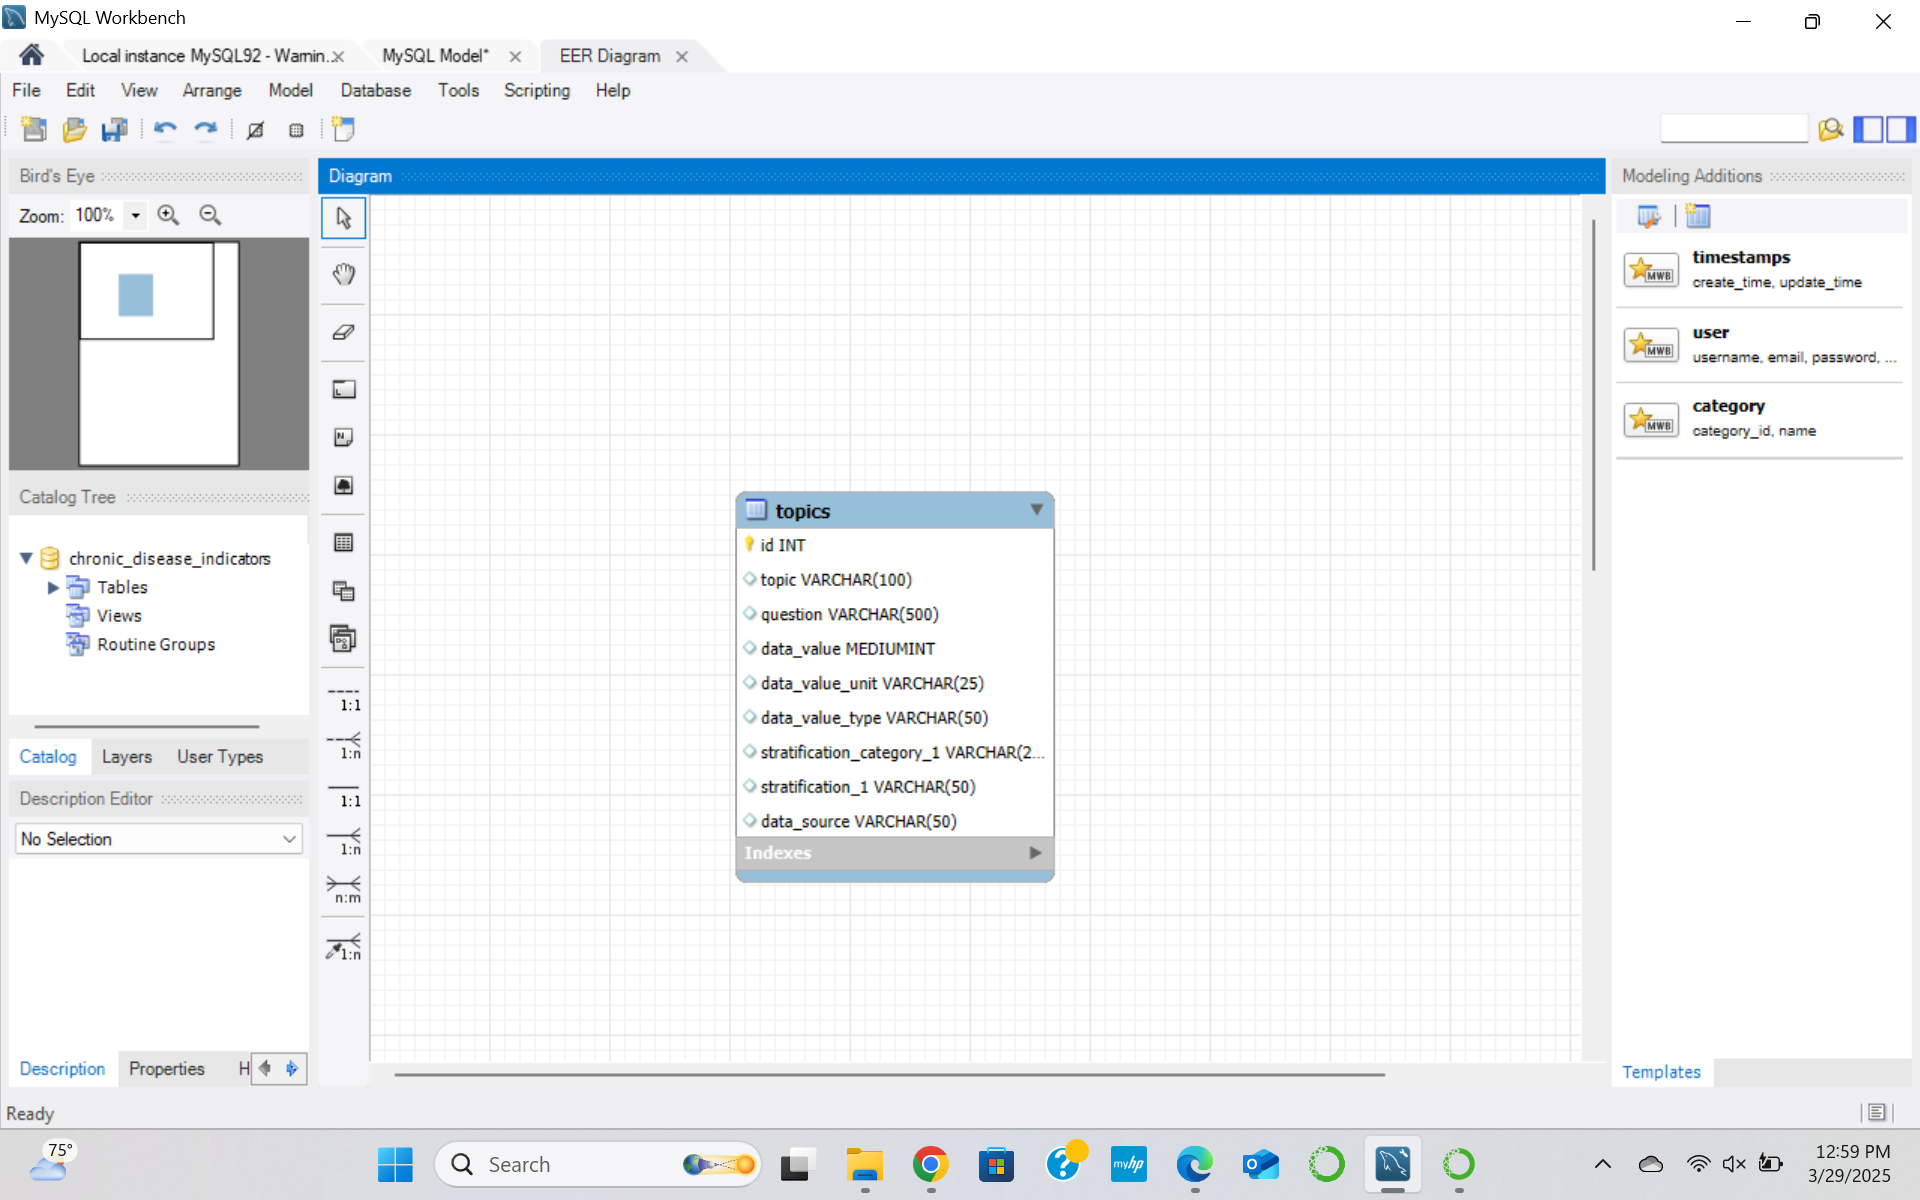 MySQL Workbench
Local instance MySQL92 - Warnin...
MySQL Model*
EER Diagram
File Edit View Arrange Model Database Tools Scripting Help
Bird's Eye
Zoom: 100%
Catalog Tree
chronic_disease_indicators
Tables
Views
Routine Groups
Catalog Layers User Types
Description Editor
No Selection
Description Properties H
Ready
Diagram
1:1
1:n
1:1
1:n
n:m
1:n
topics
id INT
topic VARCHAR(100)
question VARCHAR(500)
data_value MEDIUMINT
data_value_unit VARCHAR(25)
data_value_type VARCHAR(50)
stratification_category_1 VARCHAR(2...
stratification_1 VARCHAR(50)
data_source VARCHAR(50)
Indexes
Modeling Additions
timestamps
create_time, update_time
user
username, email, password, ...
category
category_id, name
MWB
MWB
MWB
Templates
75°
Search
myhp
12:59 PM
3/29/2025